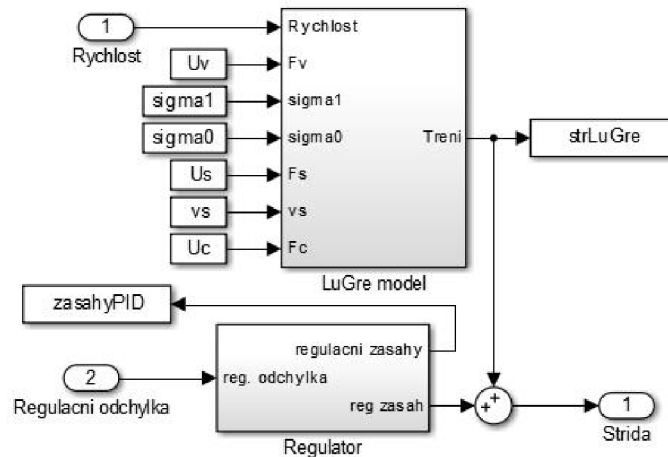 1
Rychlost
Rychlost
Uv
Fv
sigma1
sigma1
sigma0
sigma0
Treni
strLuGre
Us
Fs
vs
vs
Uc
Fc
LuGre model
zasahyPID
regulacni zasahy
2
reg. odchylka
Regulacni odchylka
reg zasah
++
1
Strida
Regulator